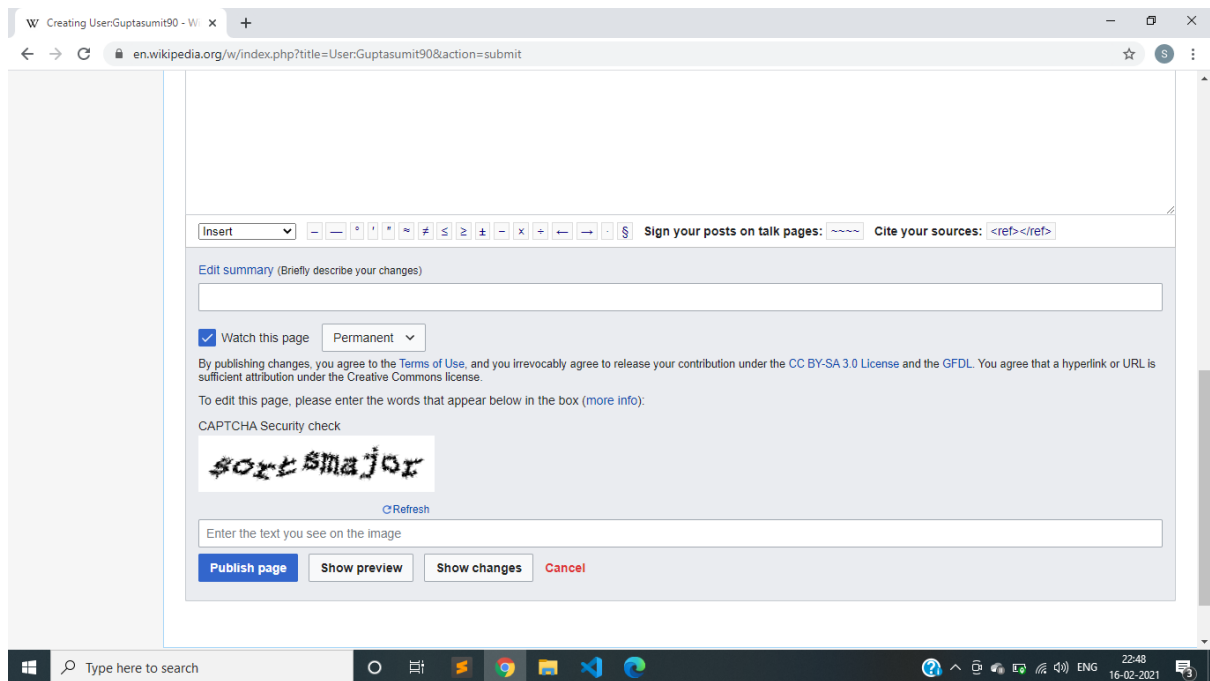 Creating User:Guptasumit90 - Wi
en.wikipedia.org/w/index.php?title=User:Guptasumit90&action=submit
S
Insert – — ° ′ ″ ≈ ≠ ≤ ≥ ± − × ÷ ← → · § Sign your posts on talk pages: ~~~~ Cite your sources: <ref></ref>
Edit summary (Briefly describe your changes)
Watch this page Permanent
By publishing changes, you agree to the Terms of Use, and you irrevocably agree to release your contribution under the CC BY-SA 3.0 License and the GFDL. You agree that a hyperlink or URL is
sufficient attribution under the Creative Commons license.
To edit this page, please enter the words that appear below in the box (more info):
CAPTCHA Security check
sortsmajor
Refresh
Enter the text you see on the image
Publish page Show preview Show changes Cancel
Type here to search ENG 22:48
16-02-2021 3